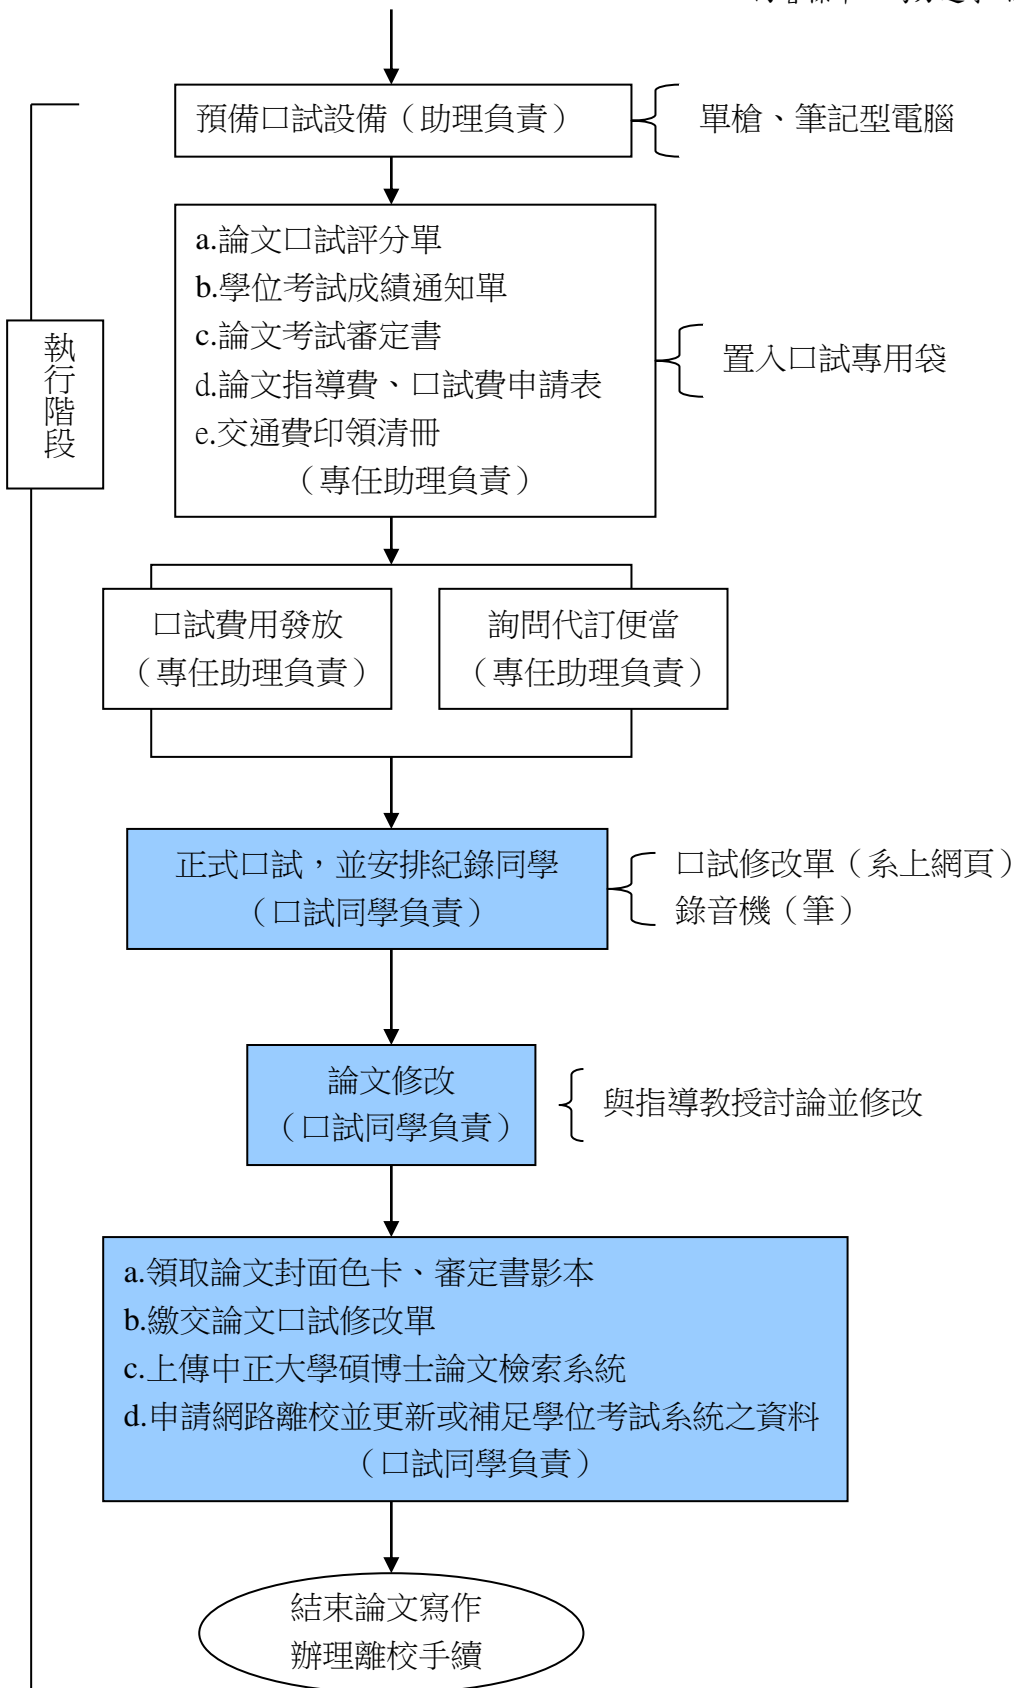 預備口試設備（助理負責）
單槍、筆記型電腦
a.論文口試評分單
b.學位考試成績通知單
c.論文考試審定書
d.論文指導費、口試費申請表
e.交通費印領清冊
（專任助理負責）
置入口試專用袋
執行階段
口試費用發放
（專任助理負責）
詢問代訂便當
（專任助理負責）
正式口試，並安排紀錄同學
（口試同學負責）
口試修改單（系上網頁）
錄音機（筆）
論文修改
（口試同學負責）
與指導教授討論並修改
a.領取論文封面色卡、審定書影本
b.繳交論文口試修改單
c.上傳中正大學碩博士論文檢索系統
d.申請網路離校並更新或補足學位考試系統之資料
（口試同學負責）
結束論文寫作
辦理離校手續